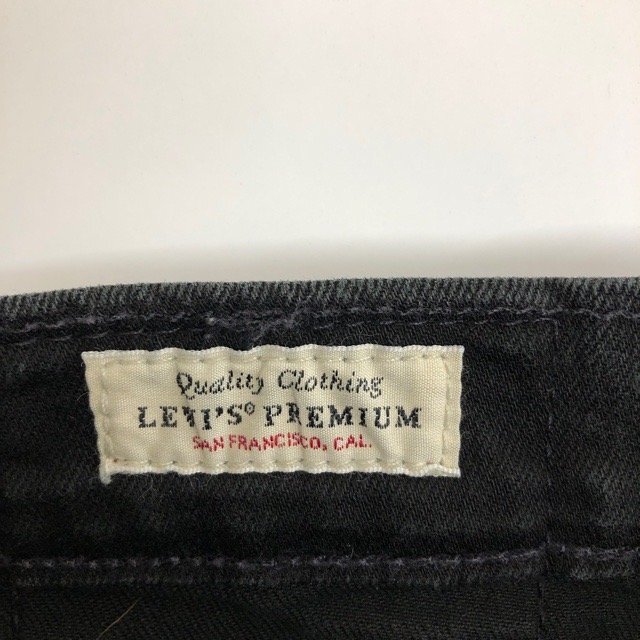 Quality Clothing
LEVI'S® PREMIUM
SAN FRANCISCO, CAL.